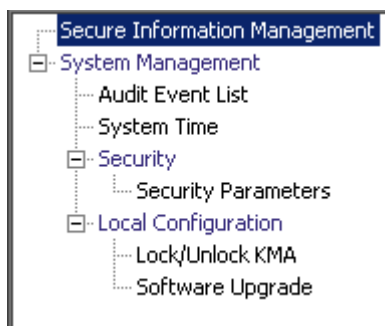 Secure Information Management
System Management
Audit Event List
System Time
Security
Security Parameters
Local Configuration
Lock/Unlock KMA
Software Upgrade